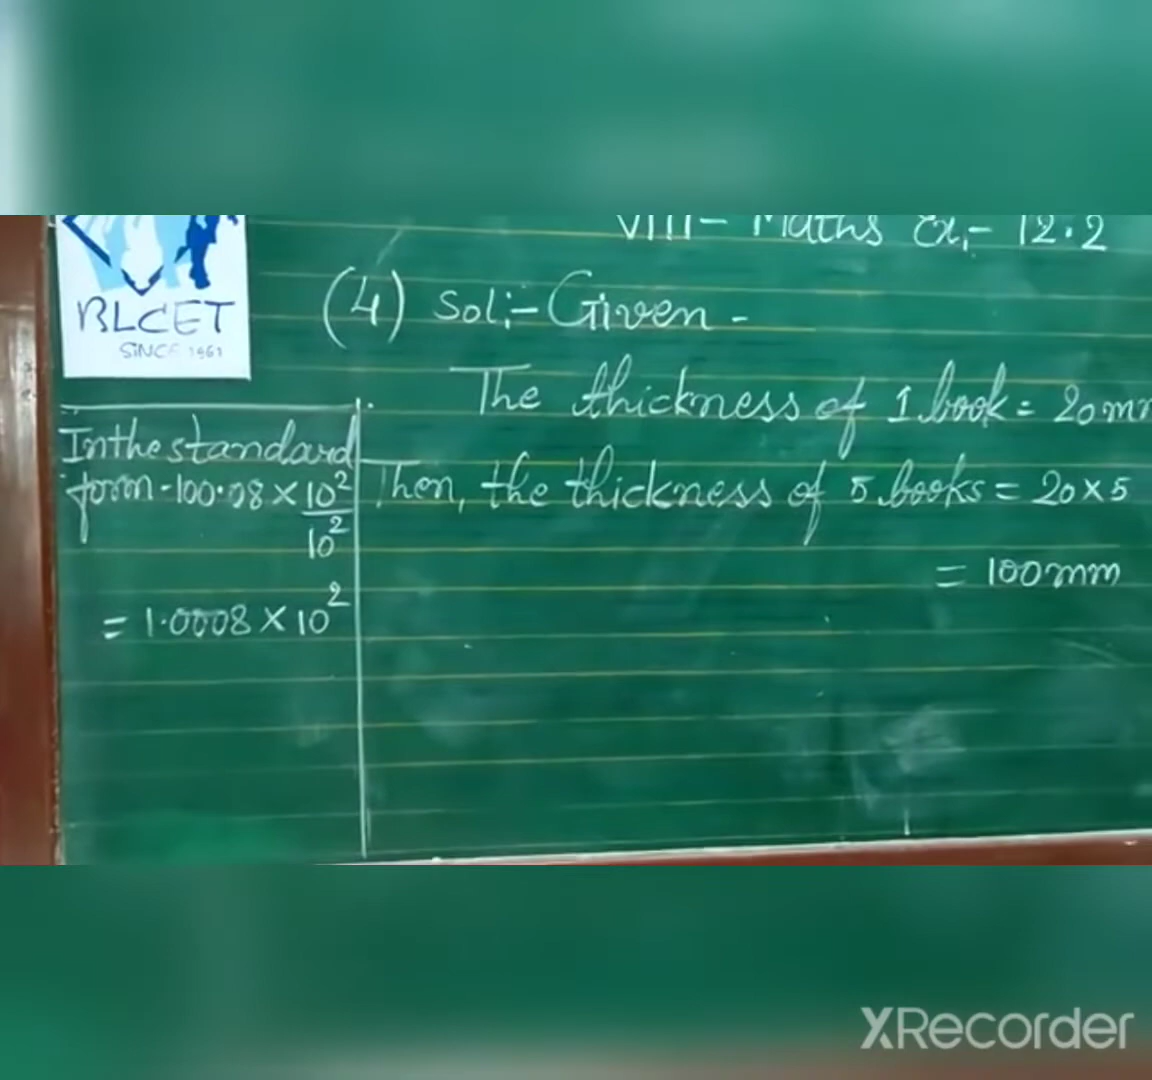 VIII - Maths Ex:- 12.2
BLCET
SINCE 1961
(4) Sol:- Given -
The thickness of 1 book = 20 mm
Then, the thickness of 5 books = 20 × 5
= 100 mm
In the standard
form - 100.08 × 10²
10²
= 1.0008 × 10²
XRecorder